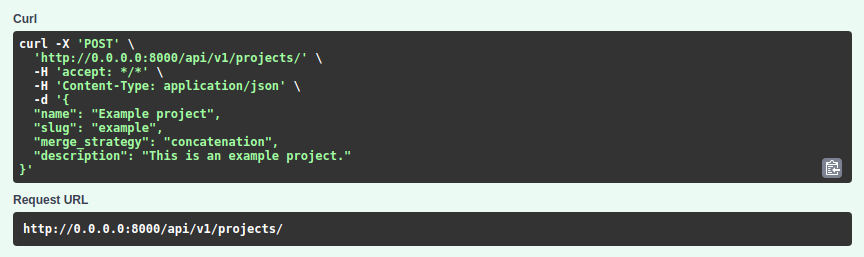 Curl
curl -X 'POST' \
  'http://0.0.0.0:8000/api/v1/projects/' \
  -H 'accept: */*' \
  -H 'Content-Type: application/json' \
  -d '{
  "name": "Example project",
  "slug": "example",
  "merge_strategy": "concatenation",
  "description": "This is an example project."
}'
Request URL
http://0.0.0.0:8000/api/v1/projects/